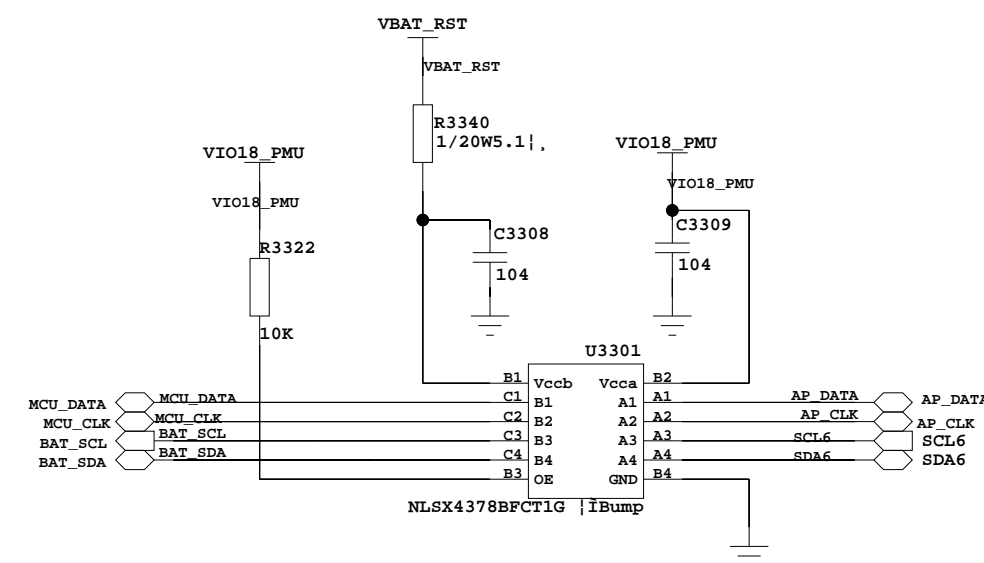 VBAT_RST
VBAT_RST
R3340
1/20W5.1¦¸
VIO18_PMU
VIO18_PMU
VIO18_PMU
VIO18_PMU
C3309
C3308
R3322
104
104
10K
U3301
B1 Vccb Vcca B2
MCU_DATA MCU_DATA C1 B1 A1 A1 AP_DATA AP_DATA
MCU_CLK MCU_CLK C2 B2 A2 A2 AP_CLK AP_CLK
BAT_SCL BAT_SCL C3 B3 A3 A3 SCL6 SCL6
BAT_SDA BAT_SDA C4 B4 A4 A4 SDA6 SDA6
B3 OE GND B4
NLSX4378BFCT1G ¦ÌBump